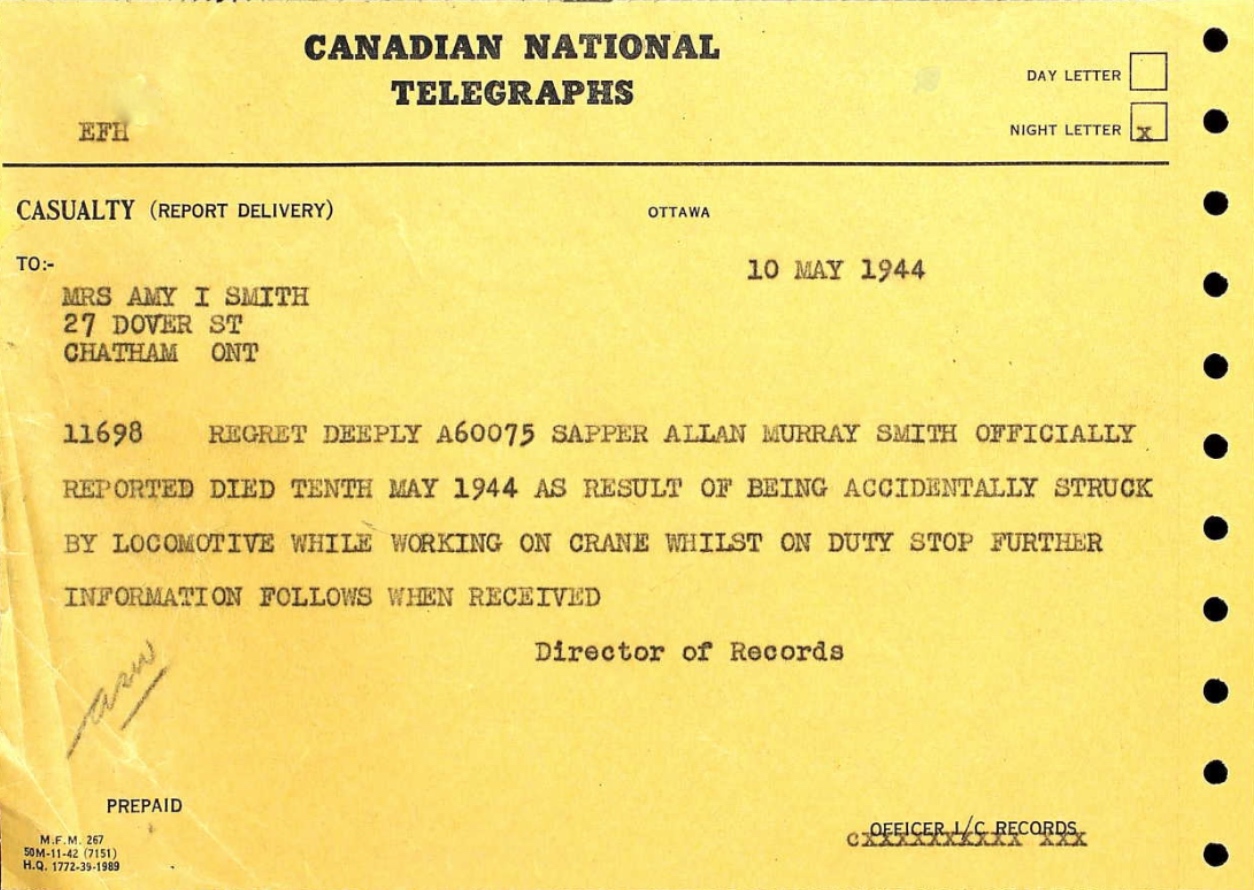 CANADIAN NATIONAL
TELEGRAPHS
DAY LETTER
EFH
NIGHT LETTER x
CASUALTY (REPORT DELIVERY)
OTTAWA
TO:-
10 MAY 1944
MRS AMY I SMITH
27 DOVER ST
CHATHAM ONT
11698 REGRET DEEPLY A60075 SAPPER ALLAN MURRAY SMITH OFFICIALLY
REPORTED DIED TENTH MAY 1944 AS RESULT OF BEING ACCIDENTALLY STRUCK
BY LOCOMOTIVE WHILE WORKING ON CRANE WHILST ON DUTY STOP FURTHER
INFORMATION FOLLOWS WHEN RECEIVED
Director of Records
PREPAID
OFFICER I/C RECORDS
cxxxxxxxxxx xxx
M.F.M. 267
50M-11-42 (7151)
H.Q. 1772-39-1989